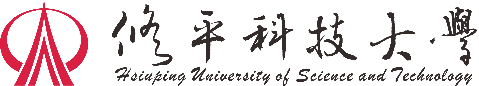 修平科技大學
Hsiuping University of Science and Technology